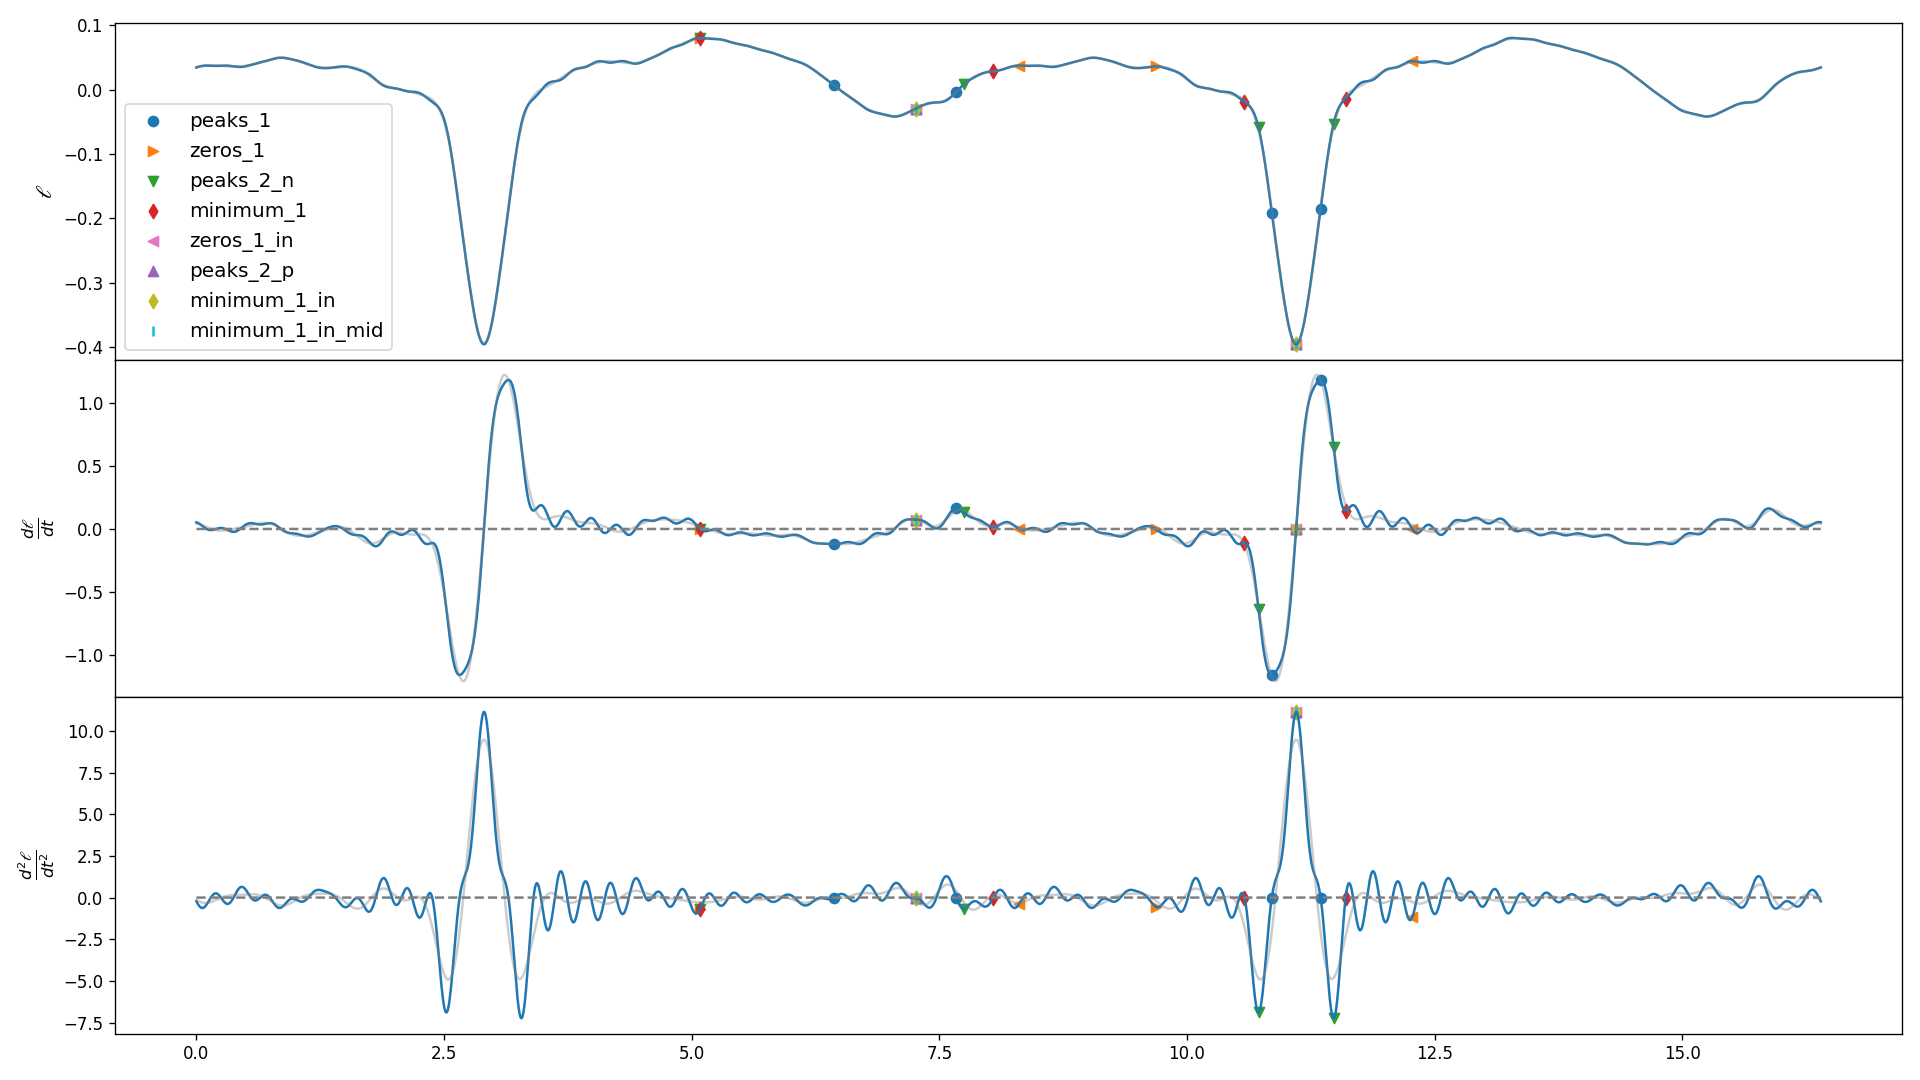 0.1
0.0
−0.1
−0.2
−0.3
−0.4
ℓ
peaks_1
zeros_1
peaks_2_n
minimum_1
zeros_1_in
peaks_2_p
minimum_1_in
minimum_1_in_mid
1.0
0.5
0.0
−0.5
−1.0
dℓ
dt
10.0
7.5
5.0
2.5
0.0
−2.5
−5.0
−7.5
d²ℓ
dt²
0.0 2.5 5.0 7.5 10.0 12.5 15.0